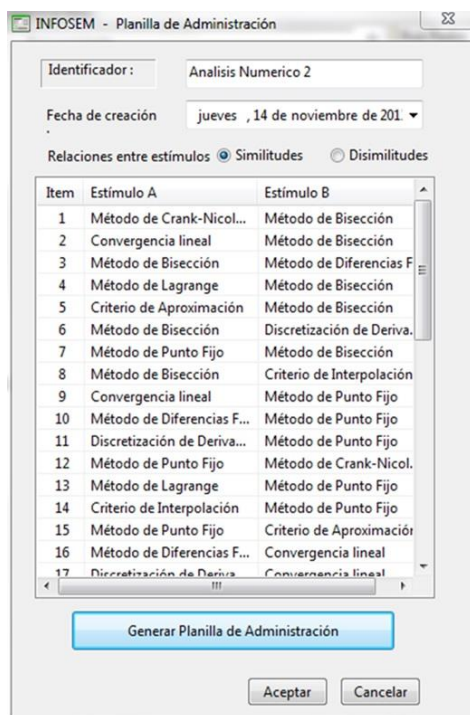 INFOSEM - Planilla de Administración
Identificador : Analisis Numerico 2
Fecha de creación jueves , 14 de noviembre de 201
:
Relaciones entre estímulos Similitudes Disimilitudes
Item Estímulo A Estímulo B
1 Método de Crank-Nicol... Método de Bisección
2 Convergencia lineal Método de Bisección
3 Método de Bisección Método de Diferencias F
4 Método de Lagrange Método de Bisección
5 Criterio de Aproximación Método de Bisección
6 Método de Bisección Discretización de Deriva.
7 Método de Punto Fijo Método de Bisección
8 Método de Bisección Criterio de Interpolación
9 Convergencia lineal Método de Punto Fijo
10 Método de Diferencias F... Método de Punto Fijo
11 Discretización de Deriva... Método de Punto Fijo
12 Método de Punto Fijo Método de Crank-Nicol.
13 Método de Lagrange Método de Punto Fijo
14 Criterio de Interpolación Método de Punto Fijo
15 Método de Punto Fijo Criterio de Aproximación
16 Método de Diferencias F... Convergencia lineal
17 Discretización de Deriva Convergencia lineal
Generar Planilla de Administración
Aceptar Cancelar